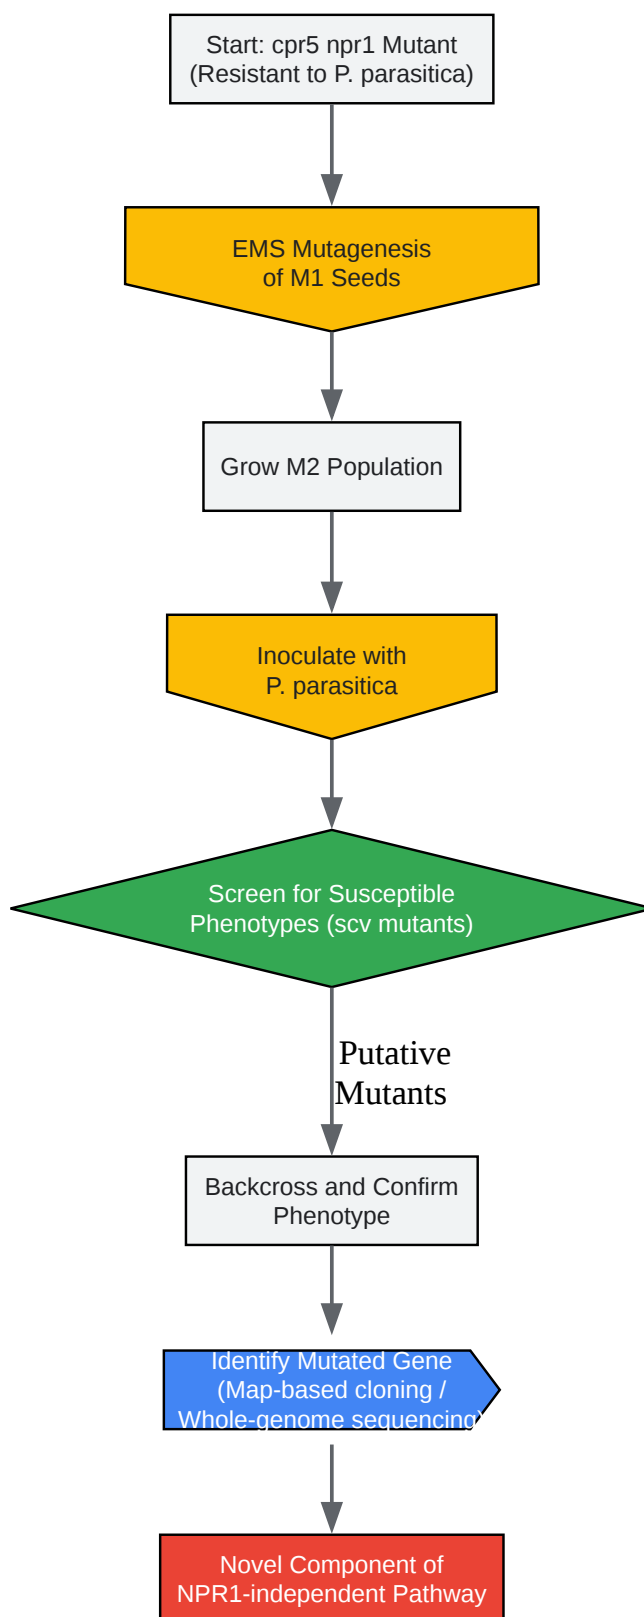 Start: cpr5 npr1 Mutant
(Resistant to P. parasitica)
EMS Mutagenesis
of M1 Seeds
Grow M2 Population
Inoculate with
P. parasitica
Screen for Susceptible
Phenotypes (scv mutants)
Putative
Mutants
Backcross and Confirm
Phenotype
Identify Mutated Gene
(Map-based cloning /
Whole-genome sequencing)
Novel Component of
NPR1-independent Pathway